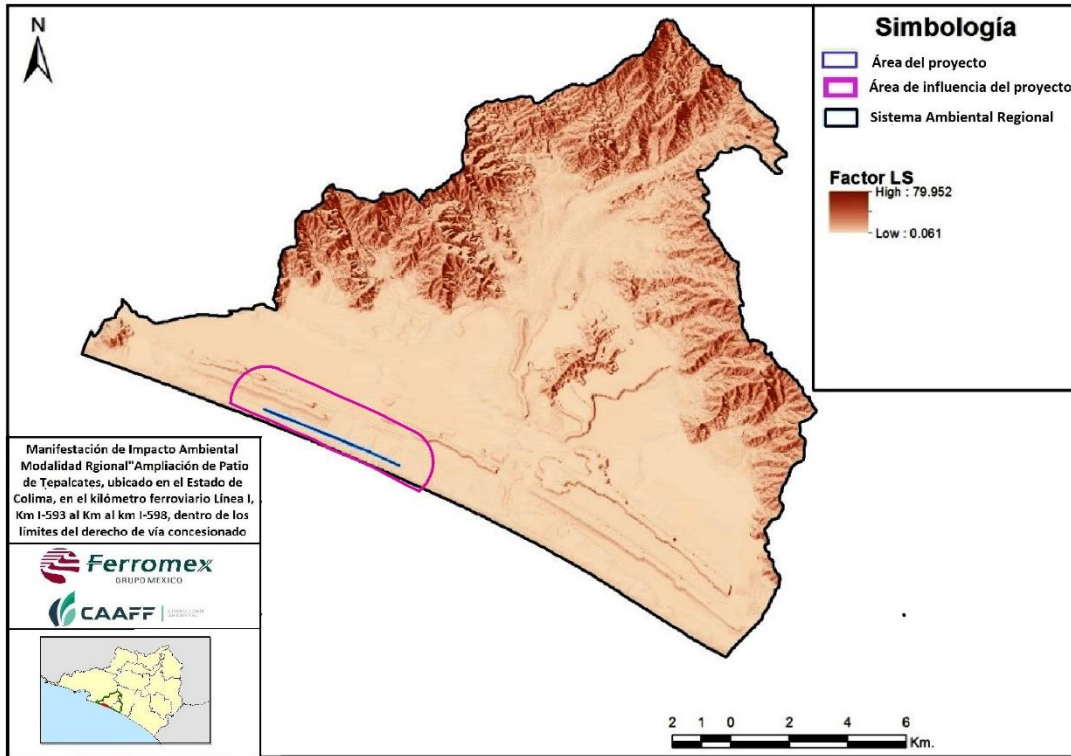 N
Simbología
Área del proyecto
Área de influencia del proyecto
Sistema Ambiental Regional
Factor LS
High : 79.952
Low : 0.061
Manifestación de Impacto Ambiental
Modalidad Rgional"Ampliación de Patio
de Tepalcates, ubicado en el Estado de
Colima, en el kilómetro ferroviario Línea I,
Km I-593 al Km al km I-598, dentro de los
límites del derecho de vía concesionado
Ferromex
GRUPO MEXICO
CAAFF
CONSULTORÍA
AMBIENTAL
2 1 0 2 4 6
Km.